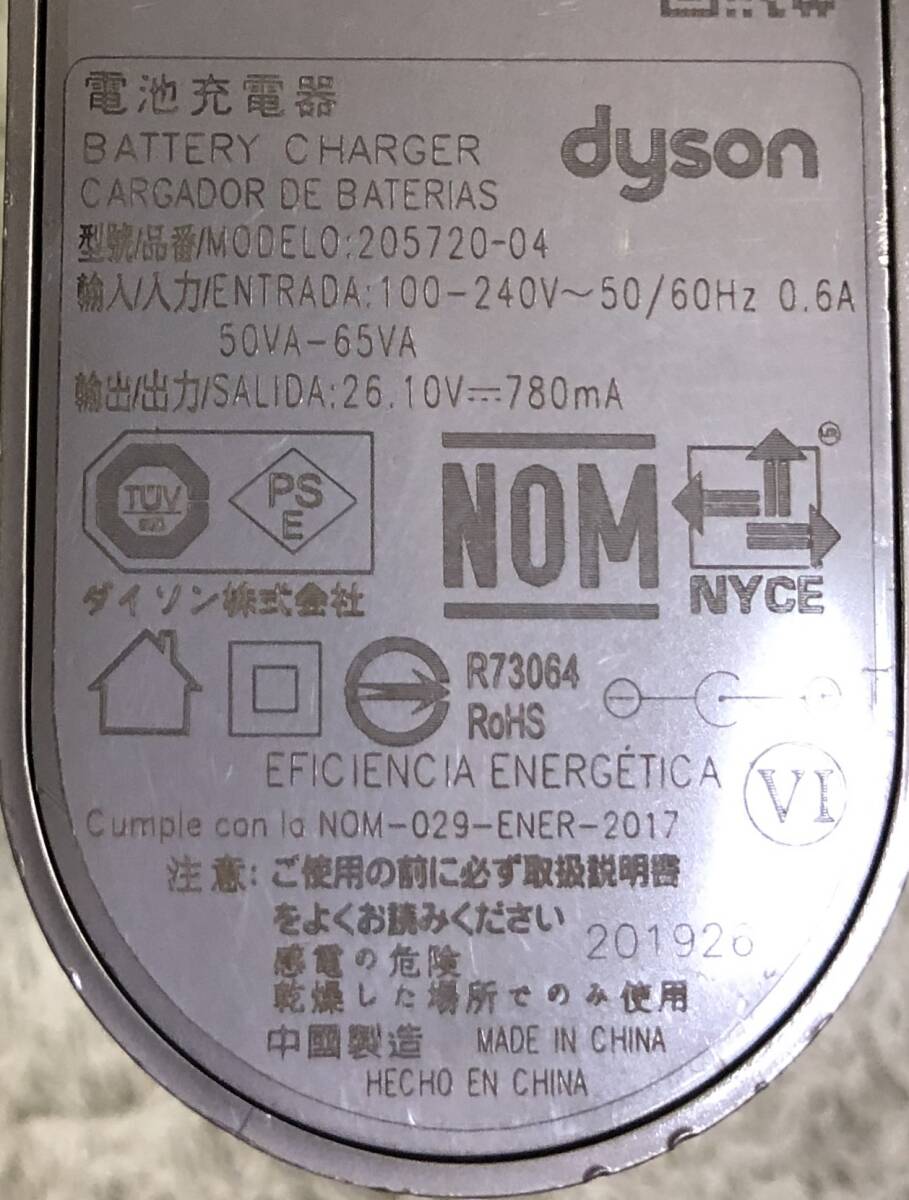 電池充電器
dyson
BATTERY CHARGER
CARGADOR DE BATERIAS
型號/品番/MODELO:205720-04
輸入/入力/ENTRADA:100-240V~50/60Hz 0.6A
50VA-65VA
輸出/出力/SALIDA:26.10V⎓780mA
TÜV
PS
E
NOM
NYCE
ダイソン株式会社
R73064
RoHS
EFICIENCIA ENERGÉTICA
VI
Cumple con la NOM-029-ENER-2017
注意:ご使用の前に必ず取扱説明書
をよくお読みください
201926
感電の危険
乾燥した場所でのみ使用
中國製造 MADE IN CHINA
HECHO EN CHINA